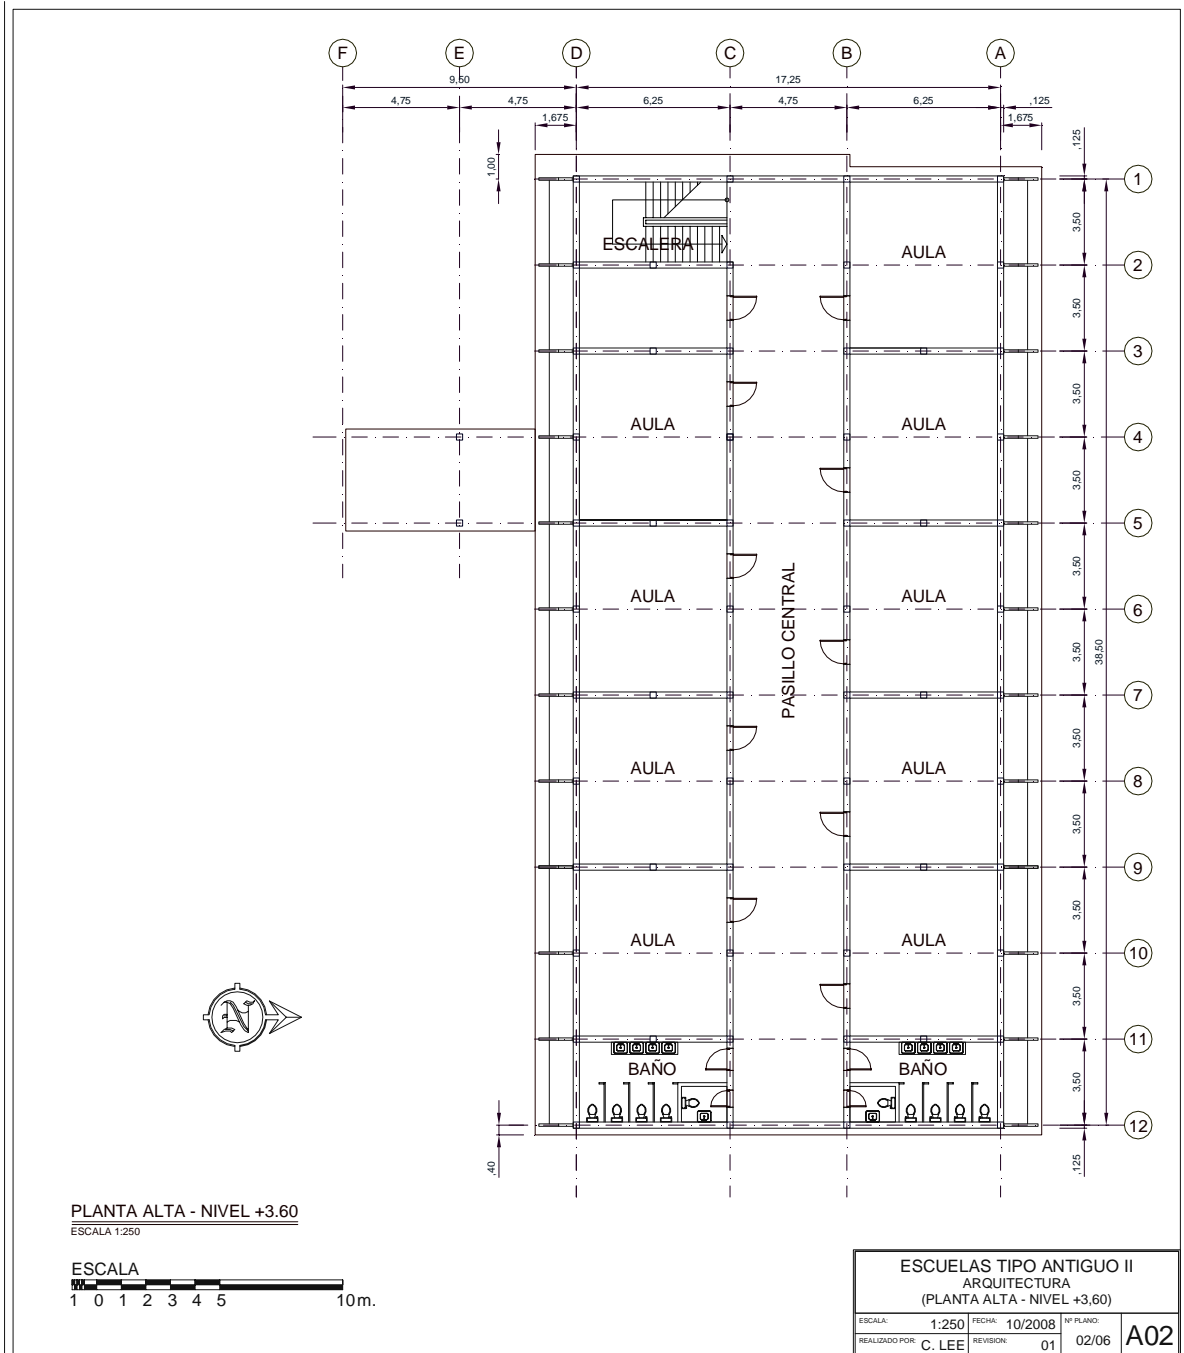 F E D C B A
9,50 17,25
4,75 4,75 6,25 4,75 6,25 ,125
1,675 1,675
,125
1,00
1
3,50
ESCALERA AULA
2
3,50
3
3,50
AULA AULA
4
3,50
5
3,50
PASILLO CENTRAL
AULA AULA
6
3,50
38,50
7
3,50
AULA AULA
8
3,50
9
3,50
AULA AULA
10
3,50
N
11
BAÑO BAÑO
3,50
12
,40 ,125
PLANTA ALTA - NIVEL +3.60
ESCALA 1:250
ESCALA
1 0 1 2 3 4 5 10m.
ESCUELAS TIPO ANTIGUO II
ARQUITECTURA
(PLANTA ALTA - NIVEL +3,60)
ESCALA: 1:250 FECHA: 10/2008 Nº PLANO:
REALIZADO POR: C. LEE REVISION: 01 02/06 A02